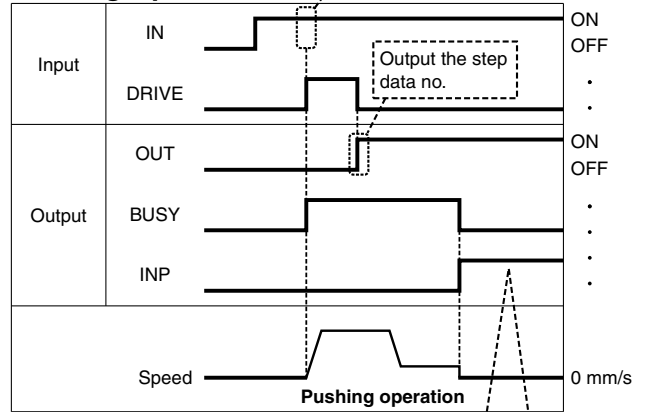 IN
ON
OFF
Input
Output the step
data no.
DRIVE
OUT
ON
OFF
Output
BUSY
INP
Speed
0 mm/s
Pushing operation